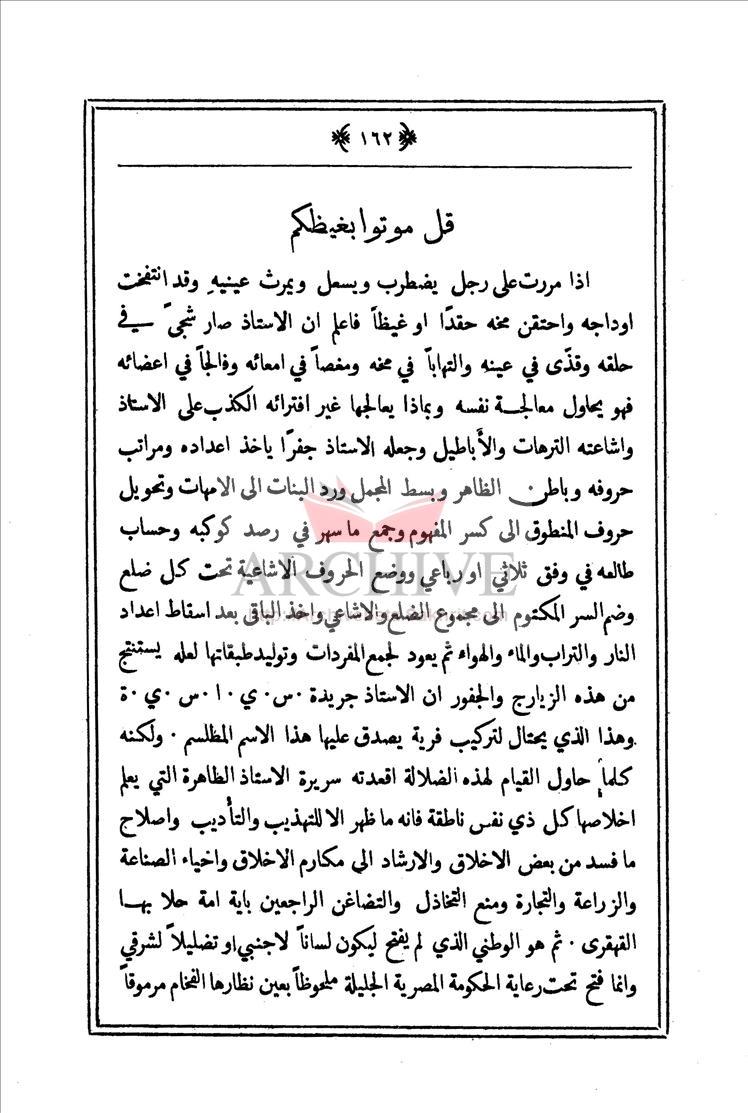 ١٦٢
قل موتوا بغيظكم
اذا مررت على رجل يضطرب ويسعل ويمرث عينيه وقد انتفخت
اوداجه واحتقن مخه حقدًا او غيظاً فاعلم ان الاستاذ صار شجىً في
حلقه وقذًى في عينه والتهاباً في مخه ومغصاً في امعائه وفالجاً في اعضائه
فهو يحاول معالجة نفسه وبماذا يعالجها غير افترائه الكذب على الاستاذ
واشاعته الترهات والأباطيل وجعله الاستاذ جفرًا ياخذ اعداده ومراتب
حروفه وباطن الظاهر وبسط المجمل ورد البنات الى الامهات وتحويل
حروف المنطوق الى كسر المفهوم وجمع ما سهر في رصد كوكبه وحساب
طالعه في وفق ثلاثي او رباعي ووضع الحروف الاشاعية تحت كل ضلع
وضم السر المكتوم الى مجموع الضلع والاشاعي واخذ الباقي بعد اسقاط اعداد
النار والتراب والماء والهواء ثم يعود لجمع المفردات وتوليد طبقاتها لعله يستنتج
من هذه الزيارج والجفور ان الاستاذ جريدة ٠س٠ي٠ا٠س٠ي٠ة
وهذا الذي يحتال لتركيب فرية يصدق عليها هذا الاسم المطلسم ٠ ولكنه
كلما حاول القيام لهذه الضلالة اقعدته سريرة الاستاذ الظاهرة التي يعلم
اخلاصها كل ذي نفس ناطقة فانه ما ظهر الا للتهذيب والتأديب واصلاح
ما فسد من بعض الاخلاق والارشاد الى مكارم الاخلاق واحياء الصناعة
والزراعة والتجارة ومنع التخاذل والتضاغن الراجعين باية امة حلا بها
القهقرى ٠ ثم هو الوطني الذي لم يفتح ليكون لساناً لاجنبي او تضليلاً لشرقي
وانما فتح تحت رعاية الحكومة المصرية الجليلة ملحوظاً بعين نظارها الفخام مرموقاً
ARCHIVE